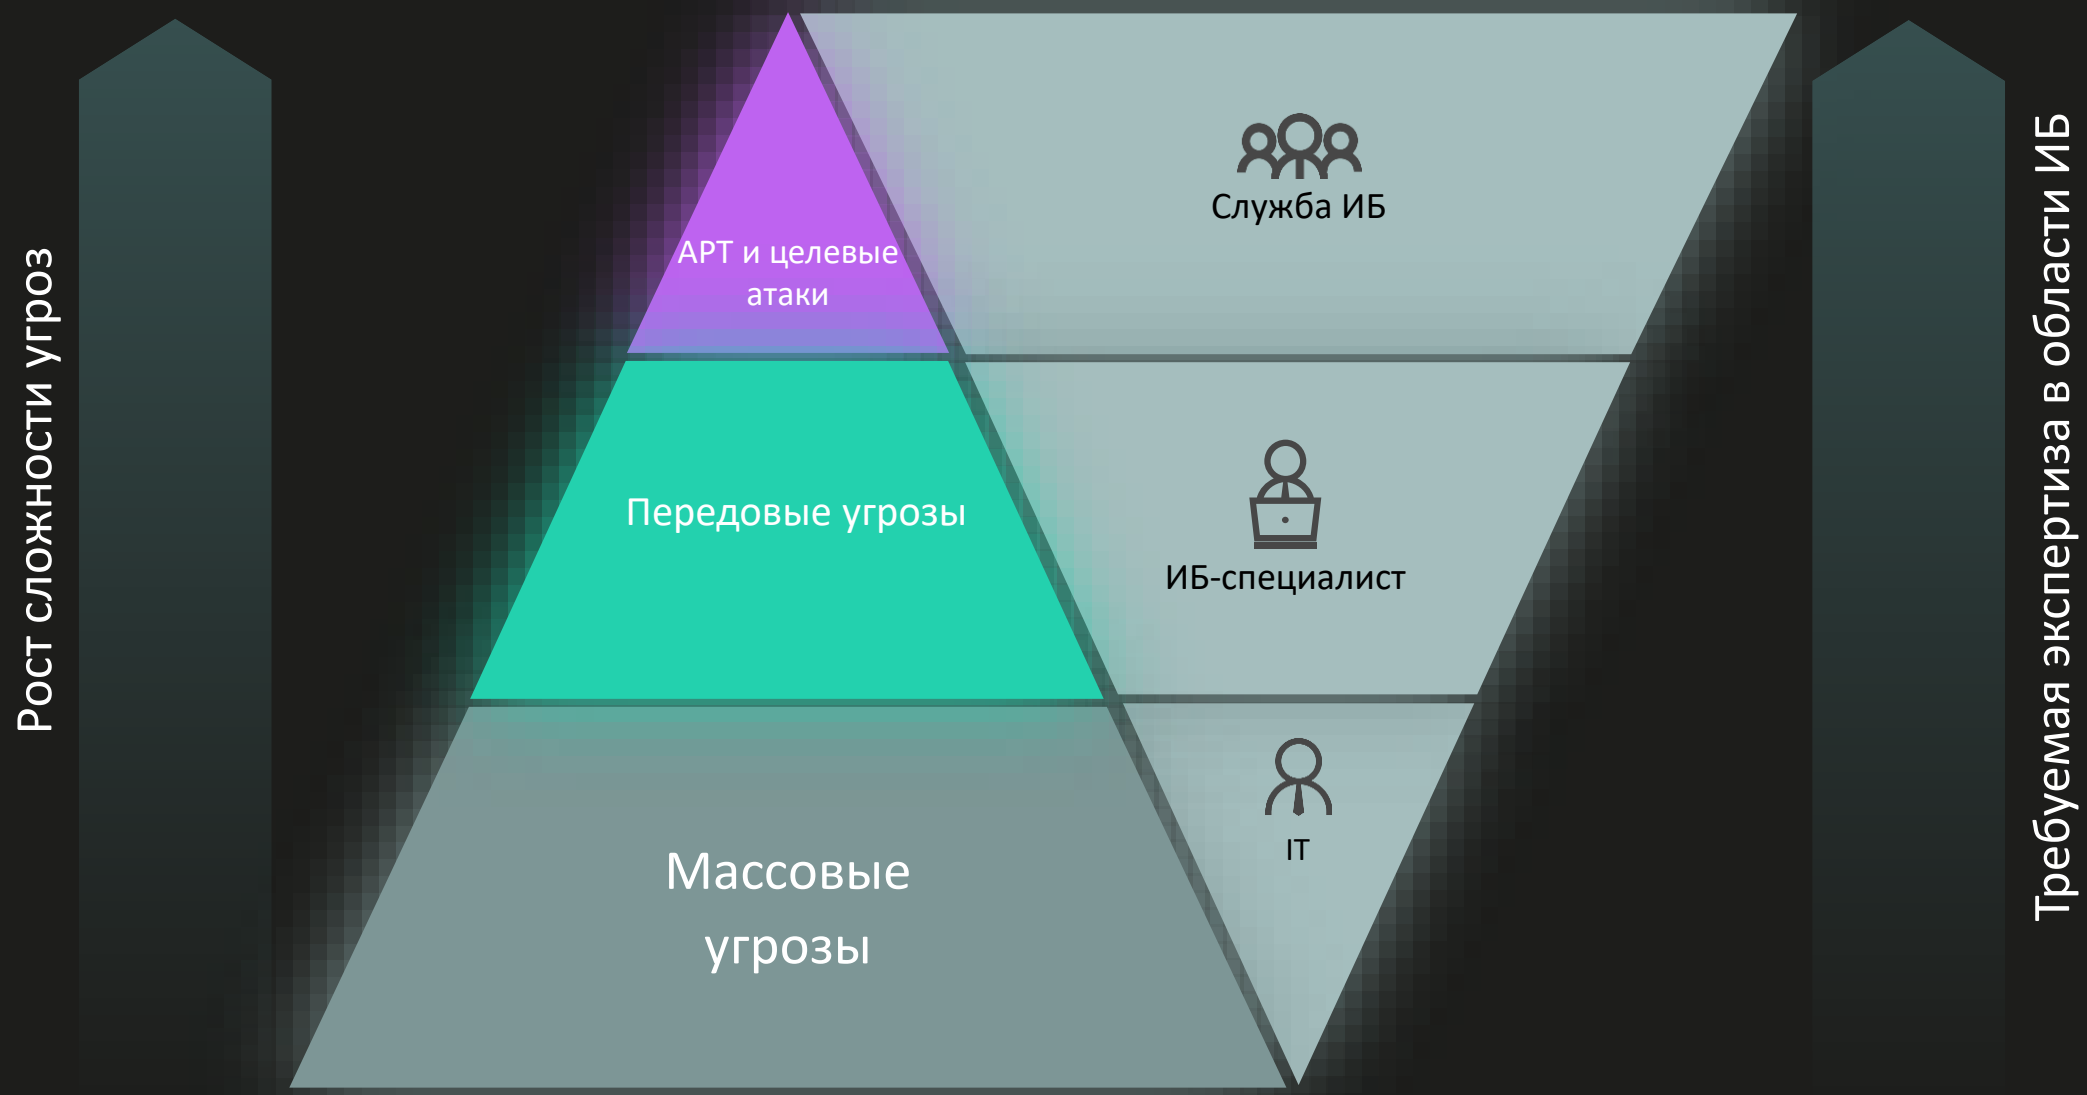 Рост сложности угроз
APT и целевые
атаки
Служба ИБ
Передовые угрозы
ИБ-специалист
Массовые
угрозы
IT
Требуемая экспертиза в области ИБ